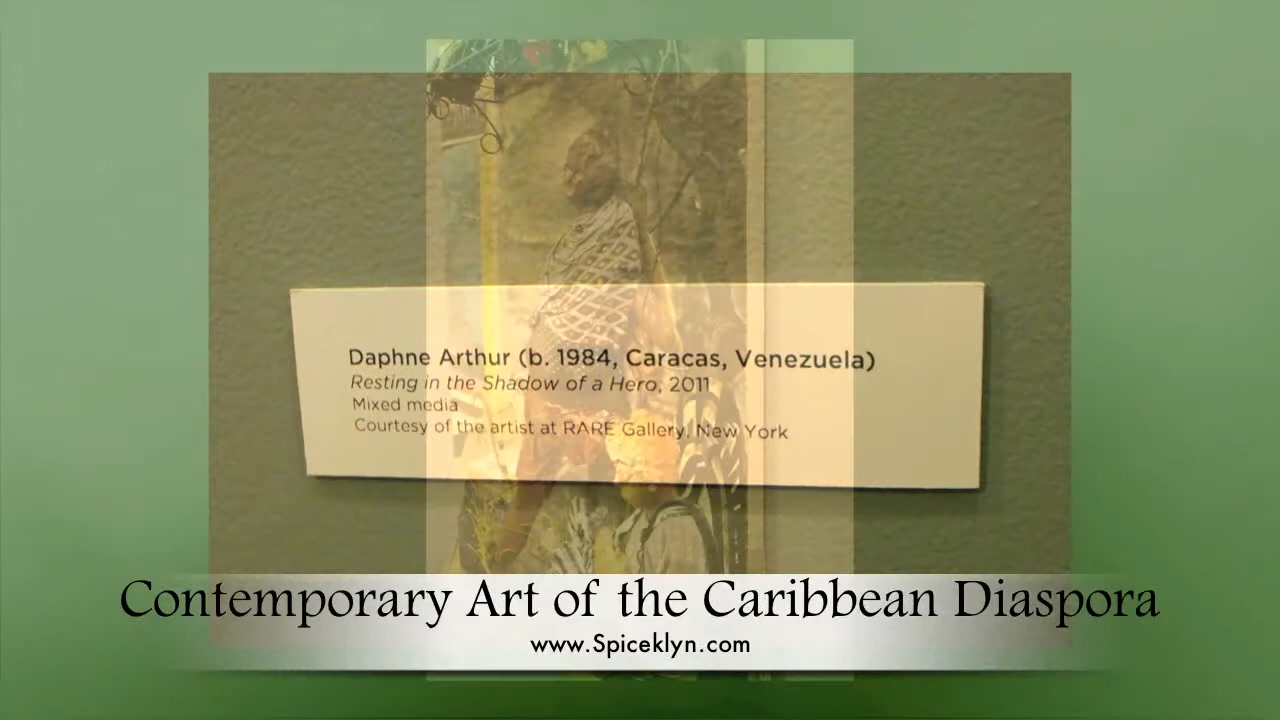 Daphne Arthur (b. 1984, Caracas, Venezuela)
Resting in the Shadow of a Hero, 2011
Mixed media
Courtesy of the artist at RARE Gallery, New York
Contemporary Art of the Caribbean Diaspora
www.Spiceklyn.com